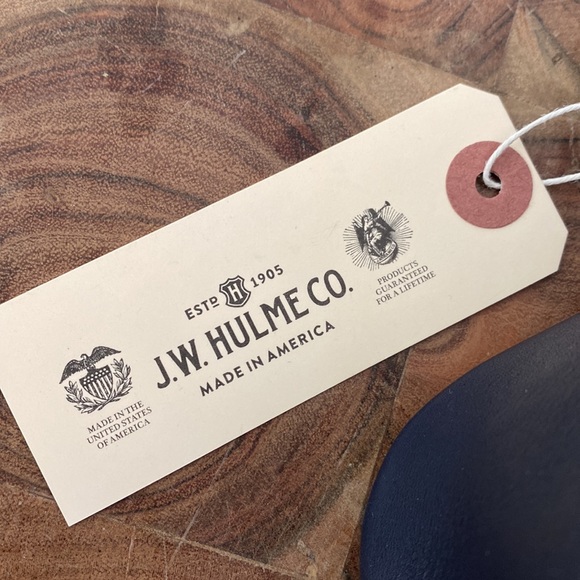 ESTD H 1905
J.W. HULME CO.
MADE IN AMERICA
MADE IN THE
UNITED STATES
OF AMERICA
PRODUCTS
GUARANTEED
FOR A LIFETIME